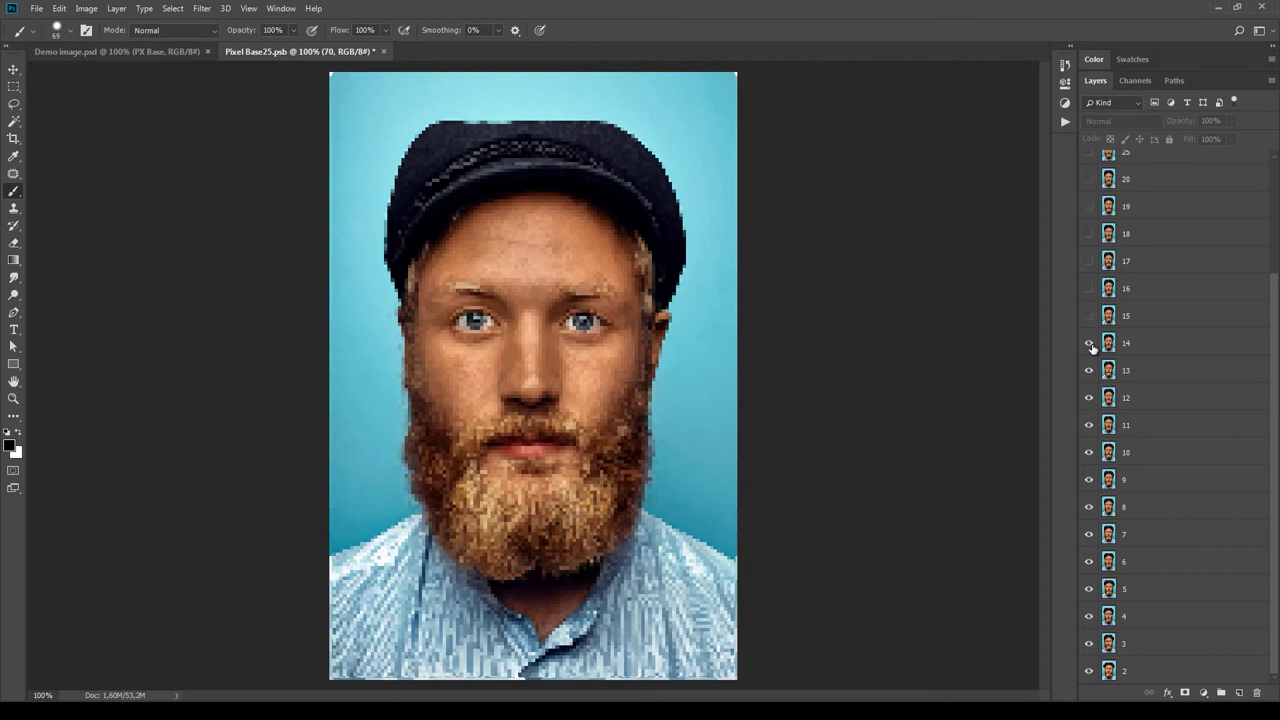 Ps File Edit Image Layer Type Select Filter 3D View Window Help
69 Mode: Normal Opacity: 100% Flow: 100% Smoothing: 0%
Demo image.psd @ 100% (PX Base, RGB/8#) × Pixel Base25.psb @ 100% (70, RGB/8#) * ×
Color Swatches
Layers Channels Paths
Kind
Normal Opacity: 100%
Lock: Fill: 100%
25
20
19
18
17
16
15
14
13
12
11
10
9
8
7
6
5
4
3
2
100% Doc: 1,60M/53,2M